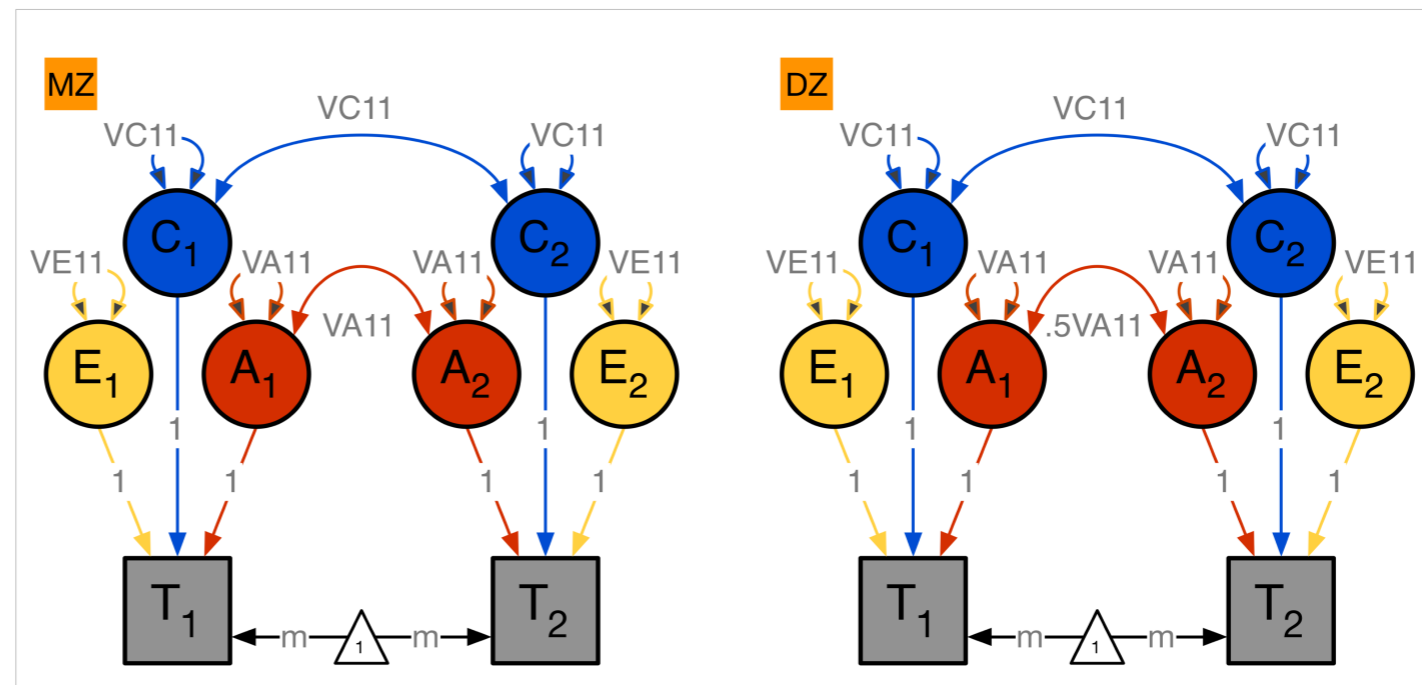 MZ
DZ
VC11
VC11
VC11
VC11
VC11
VC11
C₁
C₂
C₁
C₂
VE11
VA11
VA11
VE11
VE11
VA11
VA11
VE11
VA11
.5VA11
E₁
A₁
A₂
E₂
E₁
A₁
A₂
E₂
1
1
1
1
1
1
1
1
1
1
1
1
T₁
T₂
T₁
T₂
m
1
m
m
1
m